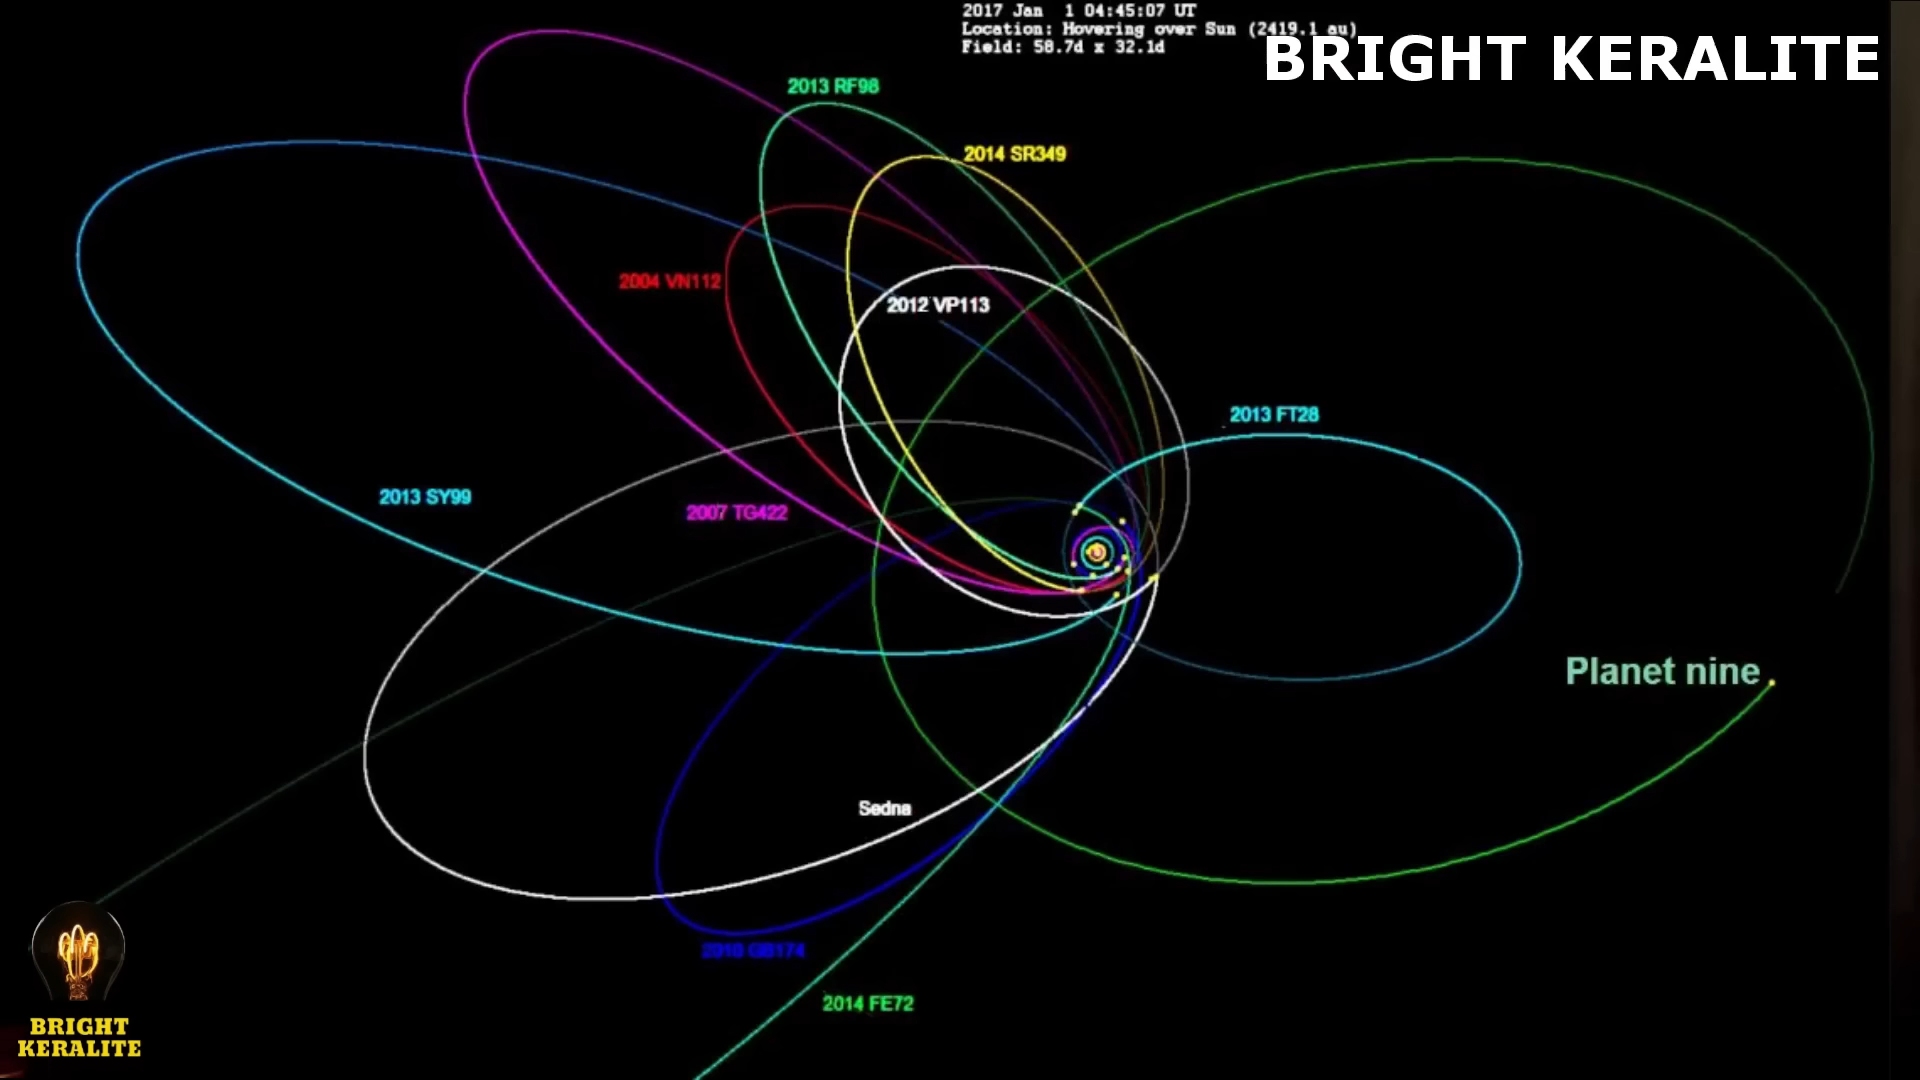 2017 Jan  1 04:45:07 UT
Location: Hovering over Sun (2419.1 au)
Field: 58.7d x 32.1d
BRIGHT KERALITE
2013 RF98
2014 SR349
2004 VN112
2012 VP113
2013 FT28
2013 SY99
2007 TG422
Planet nine
Sedna
2010 GB174
2014 FE72
BRIGHT
KERALITE